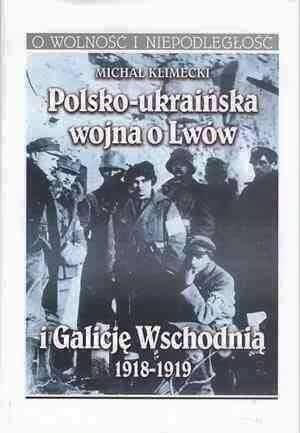 O WOLNOŚĆ I NIEPODLEGŁOŚĆ
MICHAŁ KLIMECKI
Polsko-ukraińska
wojna o Lwów
i Galicję Wschodnią
1918-1919